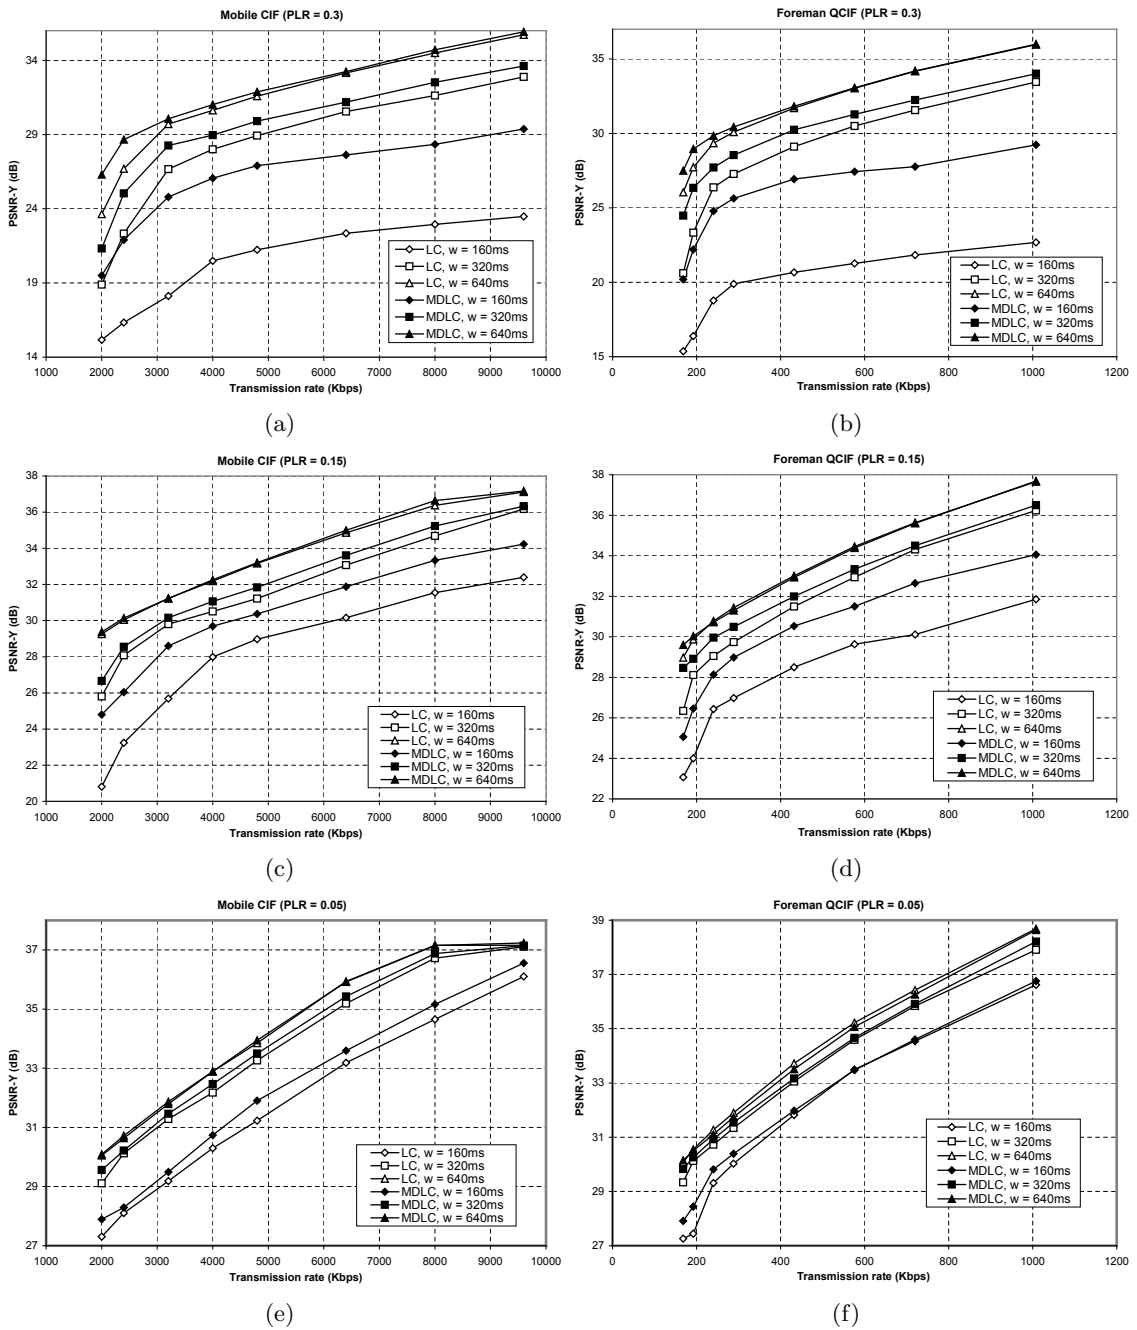 Mobile CIF (PLR = 0.3)
PSNR-Y (dB)
34
29
24
19
14
1000 2000 3000 4000 5000 6000 7000 8000 9000 10000
Transmission rate (Kbps)
LC, w = 160ms
LC, w = 320ms
LC, w = 640ms
MDLC, w = 160ms
MDLC, w = 320ms
MDLC, w = 640ms
(a)
Foreman QCIF (PLR = 0.3)
PSNR-Y (dB)
35
30
25
20
15
0 200 400 600 800 1000 1200
Transmission rate (Kbps)
LC, w = 160ms
LC, w = 320ms
LC, w = 640ms
MDLC, w = 160ms
MDLC, w = 320ms
MDLC, w = 640ms
(b)
Mobile CIF (PLR = 0.15)
PSNR-Y (dB)
38
36
34
32
30
28
26
24
22
20
1000 2000 3000 4000 5000 6000 7000 8000 9000 10000
Transmission rate (Kbps)
LC, w = 160ms
LC, w = 320ms
LC, w = 640ms
MDLC, w = 160ms
MDLC, w = 320ms
MDLC, w = 640ms
(c)
Foreman QCIF (PLR = 0.15)
PSNR-Y (dB)
38
36
34
32
30
28
26
24
22
0 200 400 600 800 1000 1200
Transmission rate (Kbps)
LC, w = 160ms
LC, w = 320ms
LC, w = 640ms
MDLC, w = 160ms
MDLC, w = 320ms
MDLC, w = 640ms
(d)
Mobile CIF (PLR = 0.05)
PSNR-Y (dB)
37
35
33
31
29
27
1000 2000 3000 4000 5000 6000 7000 8000 9000 10000
Transmission rate (Kbps)
LC, w = 160ms
LC, w = 320ms
LC, w = 640ms
MDLC, w = 160ms
MDLC, w = 320ms
MDLC, w = 640ms
(e)
Foreman QCIF (PLR = 0.05)
PSNR-Y (dB)
39
37
35
33
31
29
27
0 200 400 600 800 1000 1200
Transmission rate (Kbps)
LC, w = 160ms
LC, w = 320ms
LC, w = 640ms
MDLC, w = 160ms
MDLC, w = 320ms
MDLC, w = 640ms
(f)